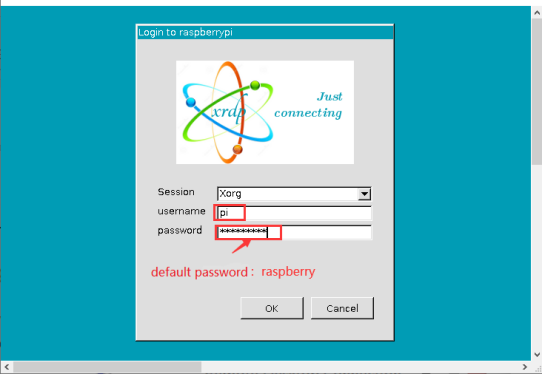 Login to raspberrypi
Just
xrdp connecting
Session Xorg
username pi
password *********
default password : raspberry
OK Cancel